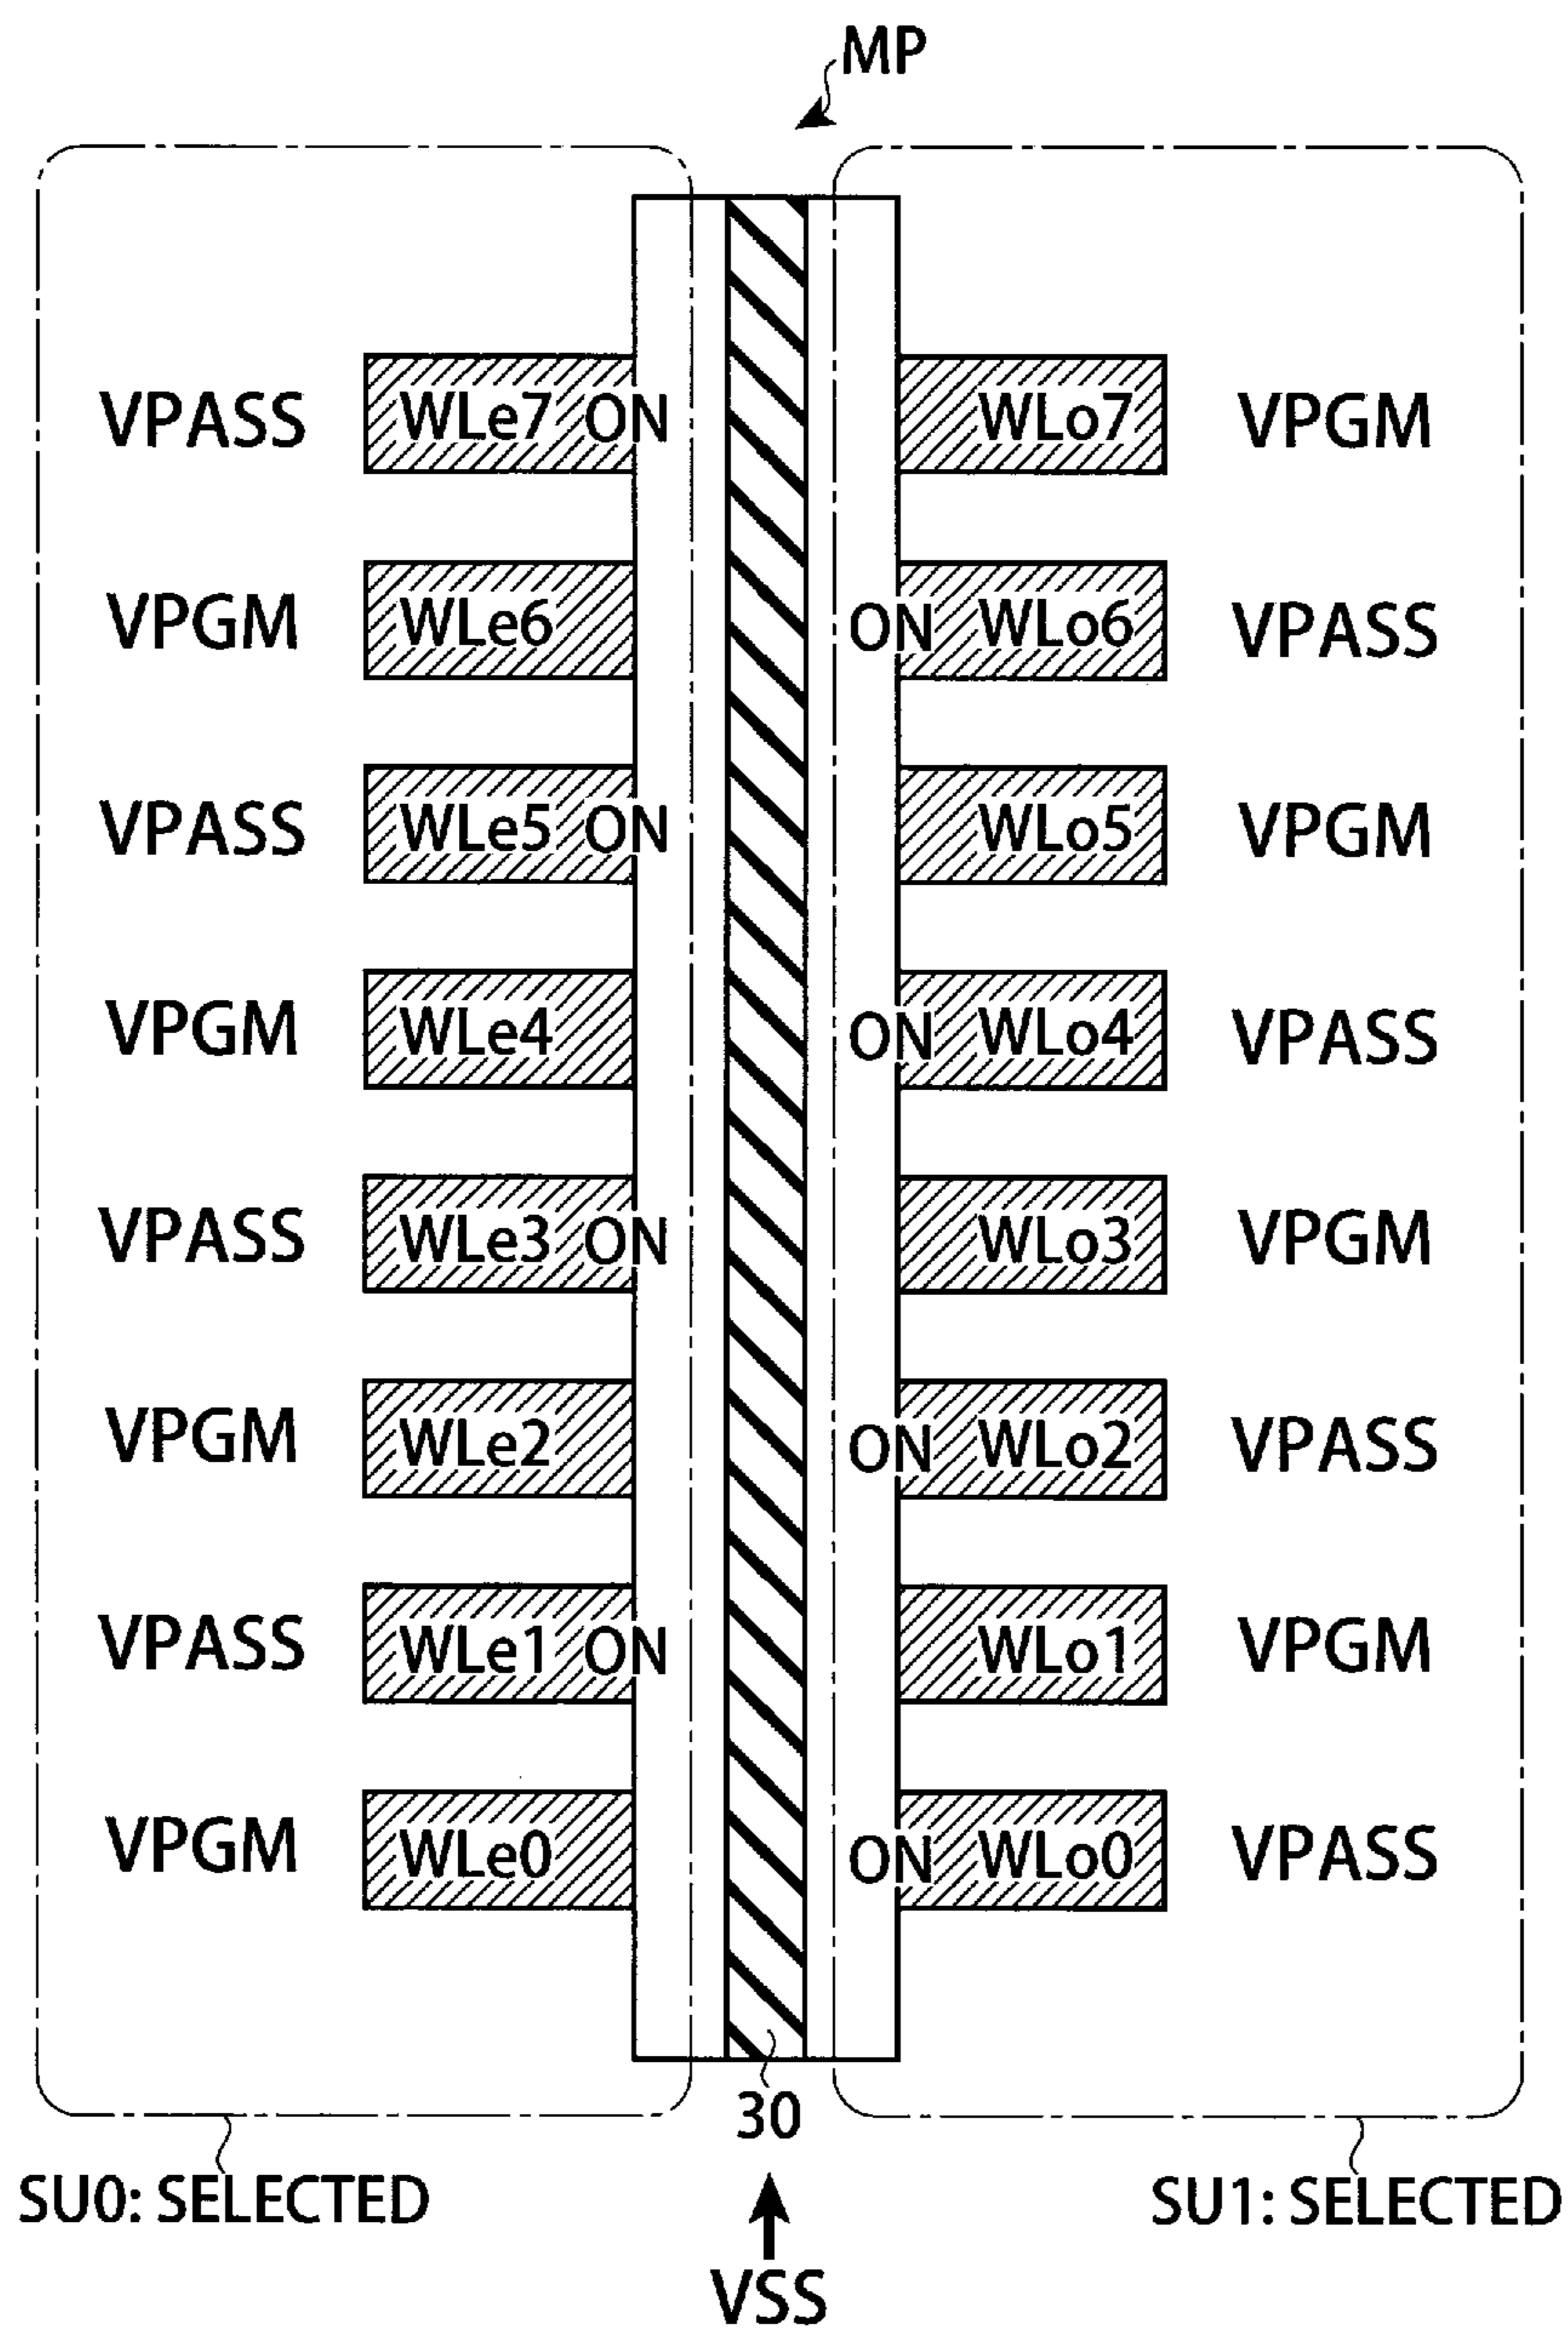 MP
VPASS WLe7 ON WLo7 VPGM
VPGM WLe6 ON WLo6 VPASS
VPASS WLe5 ON WLo5 VPGM
VPGM WLe4 ON WLo4 VPASS
VPASS WLe3 ON WLo3 VPGM
VPGM WLe2 ON WLo2 VPASS
VPASS WLe1 ON WLo1 VPGM
VPGM WLe0 ON WLo0 VPASS
30
SU0: SELECTED
SU1: SELECTED
VSS